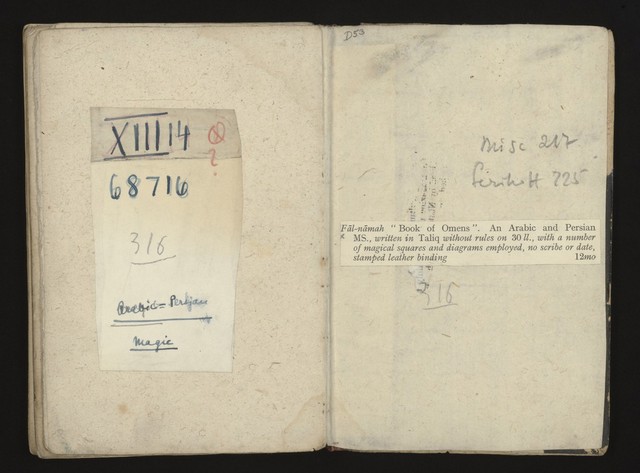 XIII 14
68716
316
Arabic = Persian
Magic
D53
Misc 217
225
Fāl-nāmah "Book of Omens". An Arabic and Persian
MS., written in Taliq without rules on 30 ll., with a number
of magical squares and diagrams employed, no scribe or date,
stamped leather binding 12mo
316